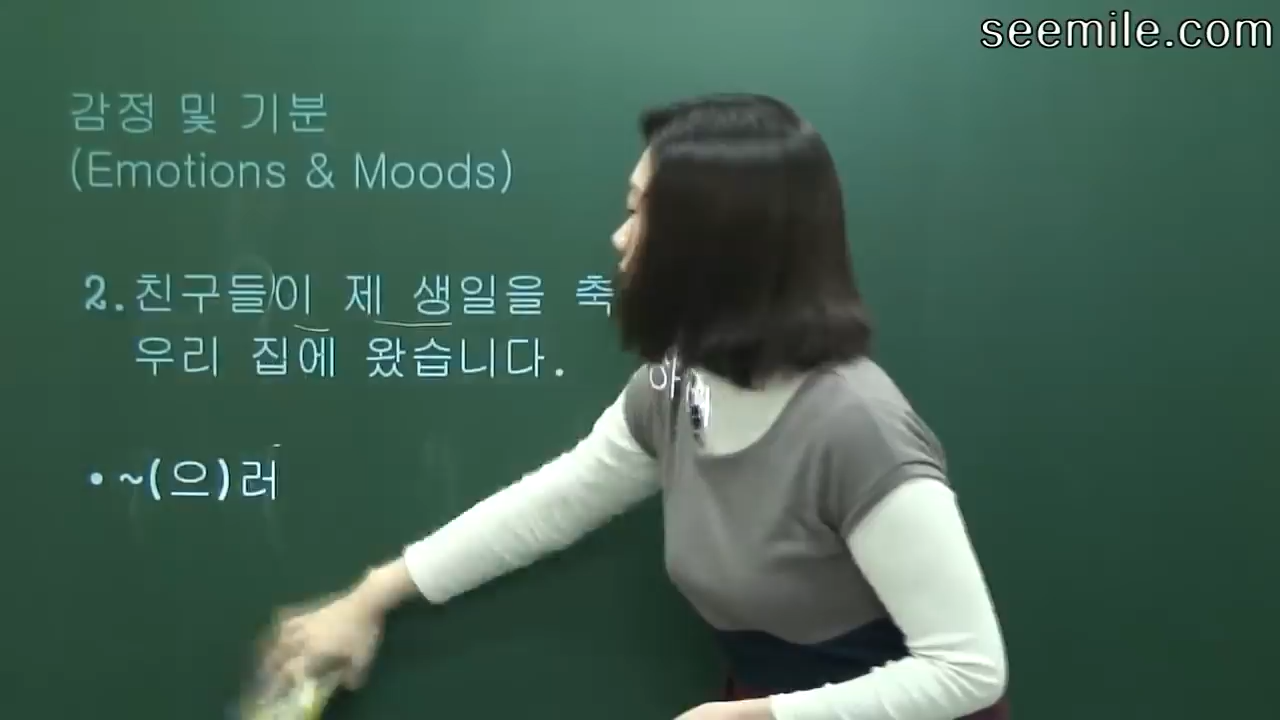 seemile.com
감정 및 기분
(Emotions & Moods)
2. 친구들이 제 생일을 축
우리 집에 왔습니다.
• ~(으)러